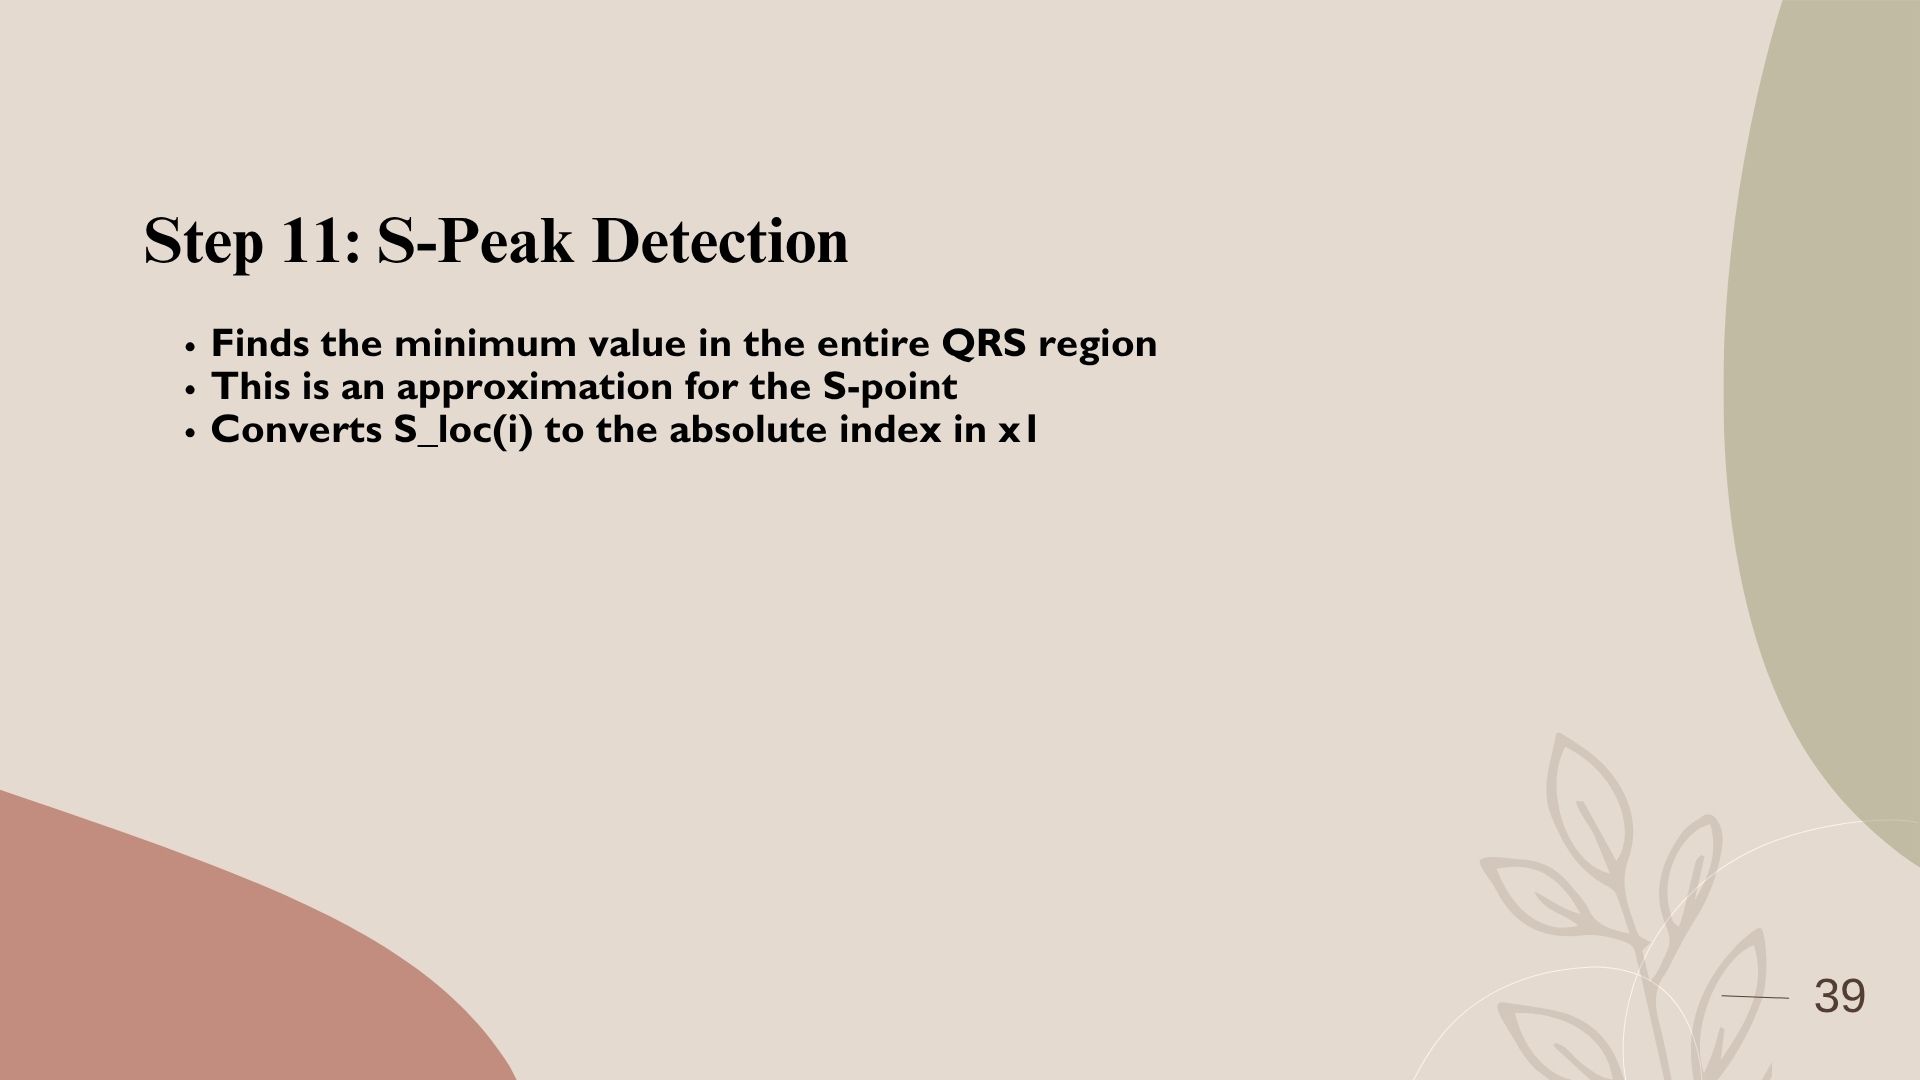 Step 11: S-Peak Detection
• Finds the minimum value in the entire QRS region
• This is an approximation for the S-point
• Converts S_loc(i) to the absolute index in x1
39